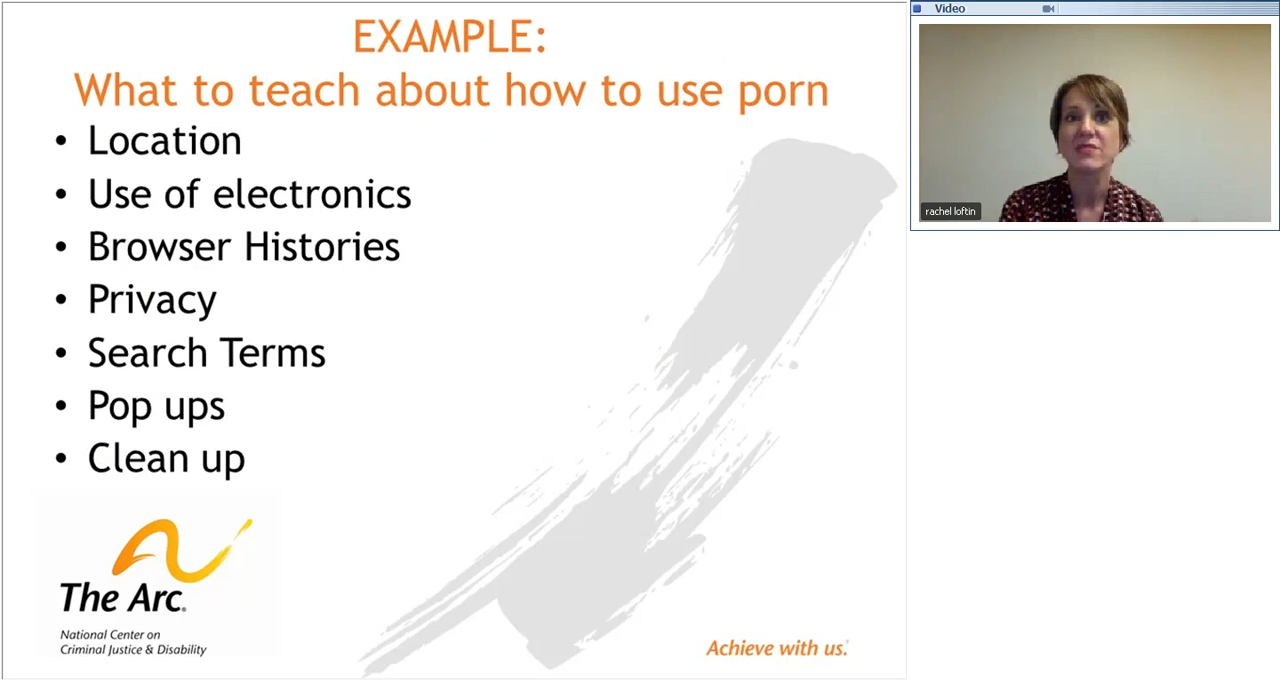 EXAMPLE:
What to teach about how to use porn
• Location
• Use of electronics
• Browser Histories
• Privacy
• Search Terms
• Pop ups
• Clean up
The Arc®
National Center on
Criminal Justice & Disability
Achieve with us.®
Video
rachel loftin